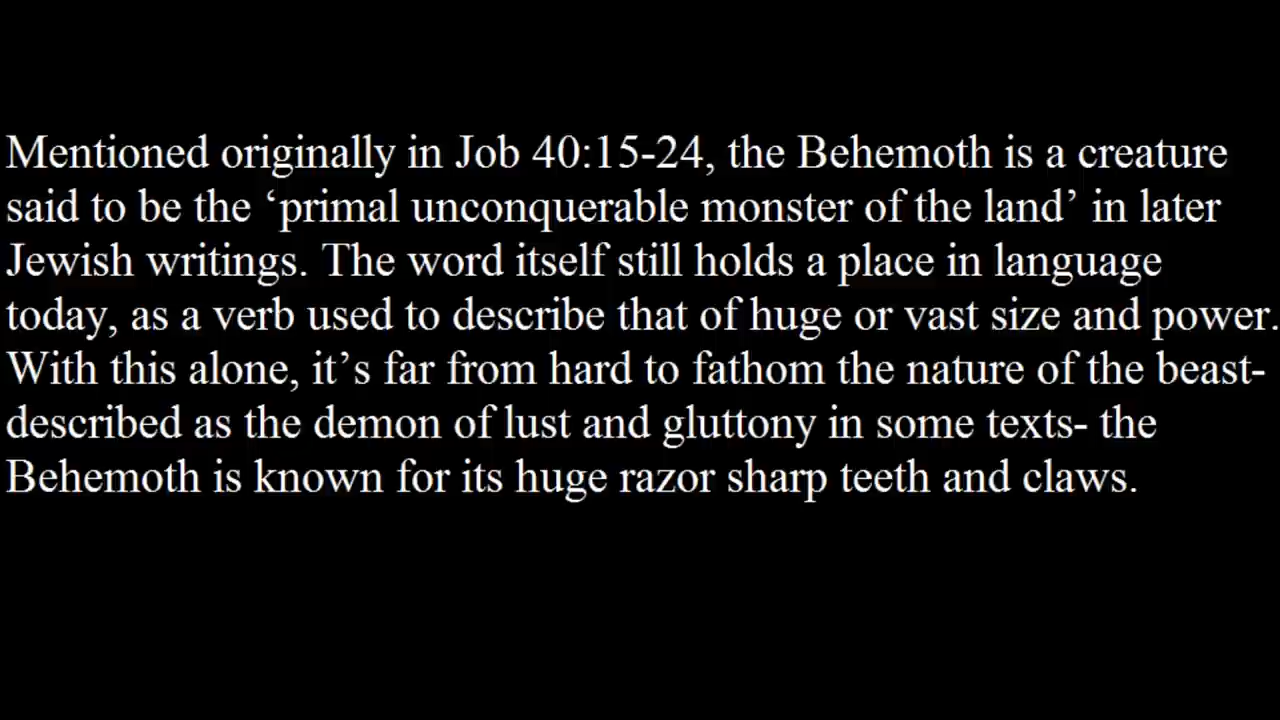 Mentioned originally in Job 40:15-24, the Behemoth is a creature
said to be the ‘primal unconquerable monster of the land’ in later
Jewish writings. The word itself still holds a place in language
today, as a verb used to describe that of huge or vast size and power.
With this alone, it’s far from hard to fathom the nature of the beast-
described as the demon of lust and gluttony in some texts- the
Behemoth is known for its huge razor sharp teeth and claws.